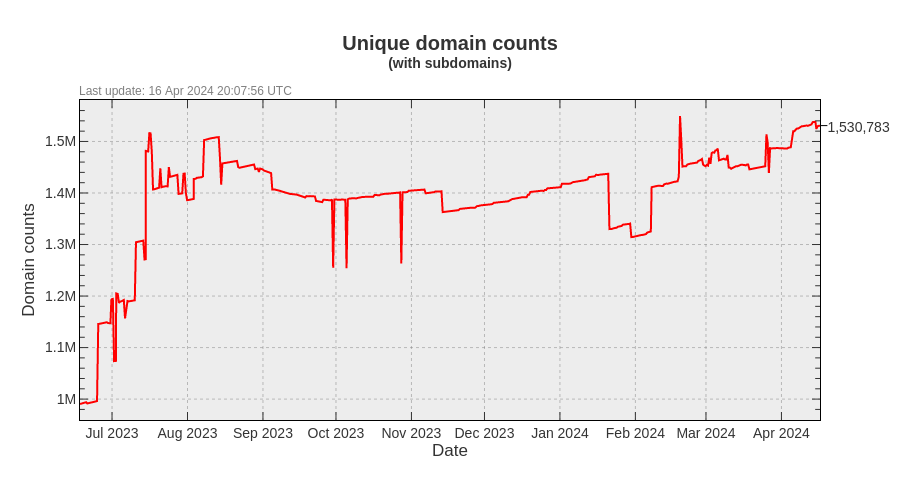 Unique domain counts
(with subdomains)
Last update: 16 Apr 2024 20:07:56 UTC
1,530,783
1.5M
1.4M
1.3M
1.2M
1.1M
1M
Domain counts
Jul 2023 Aug 2023 Sep 2023 Oct 2023 Nov 2023 Dec 2023 Jan 2024 Feb 2024 Mar 2024 Apr 2024
Date